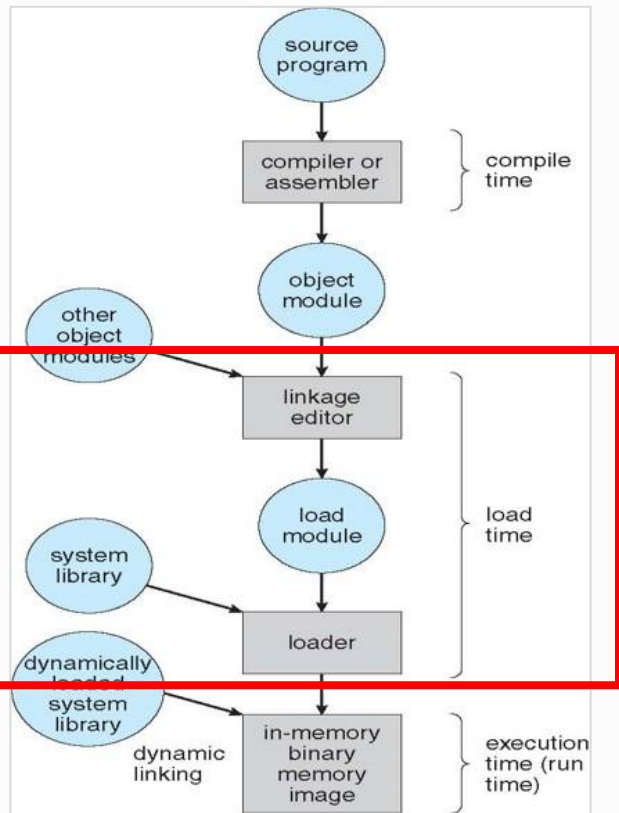 source
program
compiler or
assembler
compile
time
object
module
other
object
modules
linkage
editor
load
module
load
time
system
library
loader
dynamically
loaded
system
library
dynamic
linking
in-memory
binary
memory
image
execution
time (run
time)